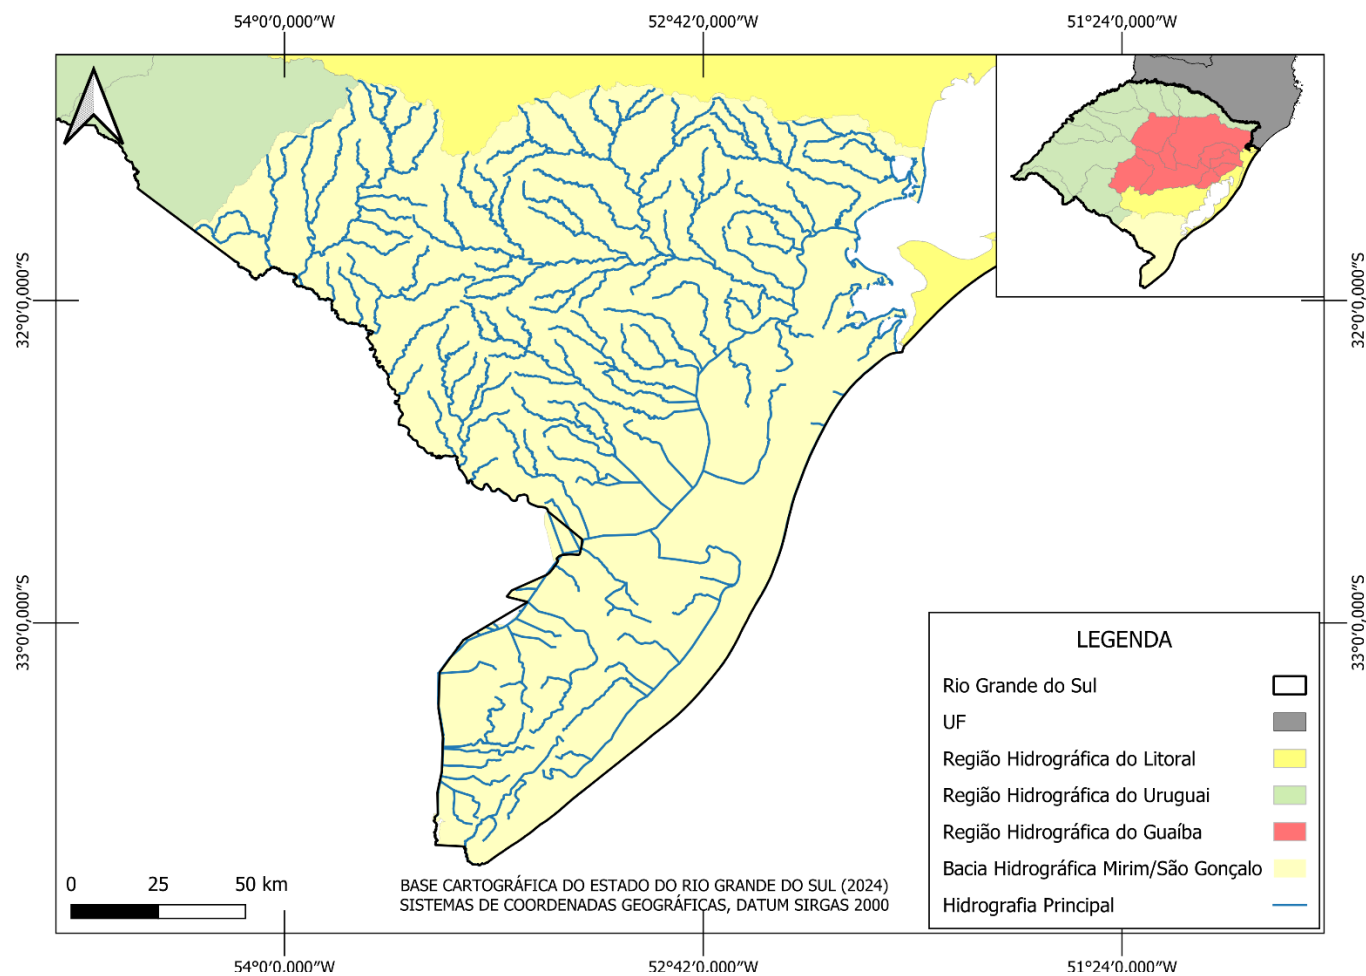 54°0′0,000″W 52°42′0,000″W 51°24′0,000″W
32°0′0,000″S
32°0′0,000″S
33°0′0,000″S
33°0′0,000″S
LEGENDA
Rio Grande do Sul
UF
Região Hidrográfica do Litoral
Região Hidrográfica do Uruguai
Região Hidrográfica do Guaíba
Bacia Hidrográfica Mirim/São Gonçalo
Hidrografia Principal
0 25 50 km
BASE CARTOGRÁFICA DO ESTADO DO RIO GRANDE DO SUL (2024)
SISTEMAS DE COORDENADAS GEOGRÁFICAS, DATUM SIRGAS 2000
54°0′0,000″W 52°42′0,000″W 51°24′0,000″W